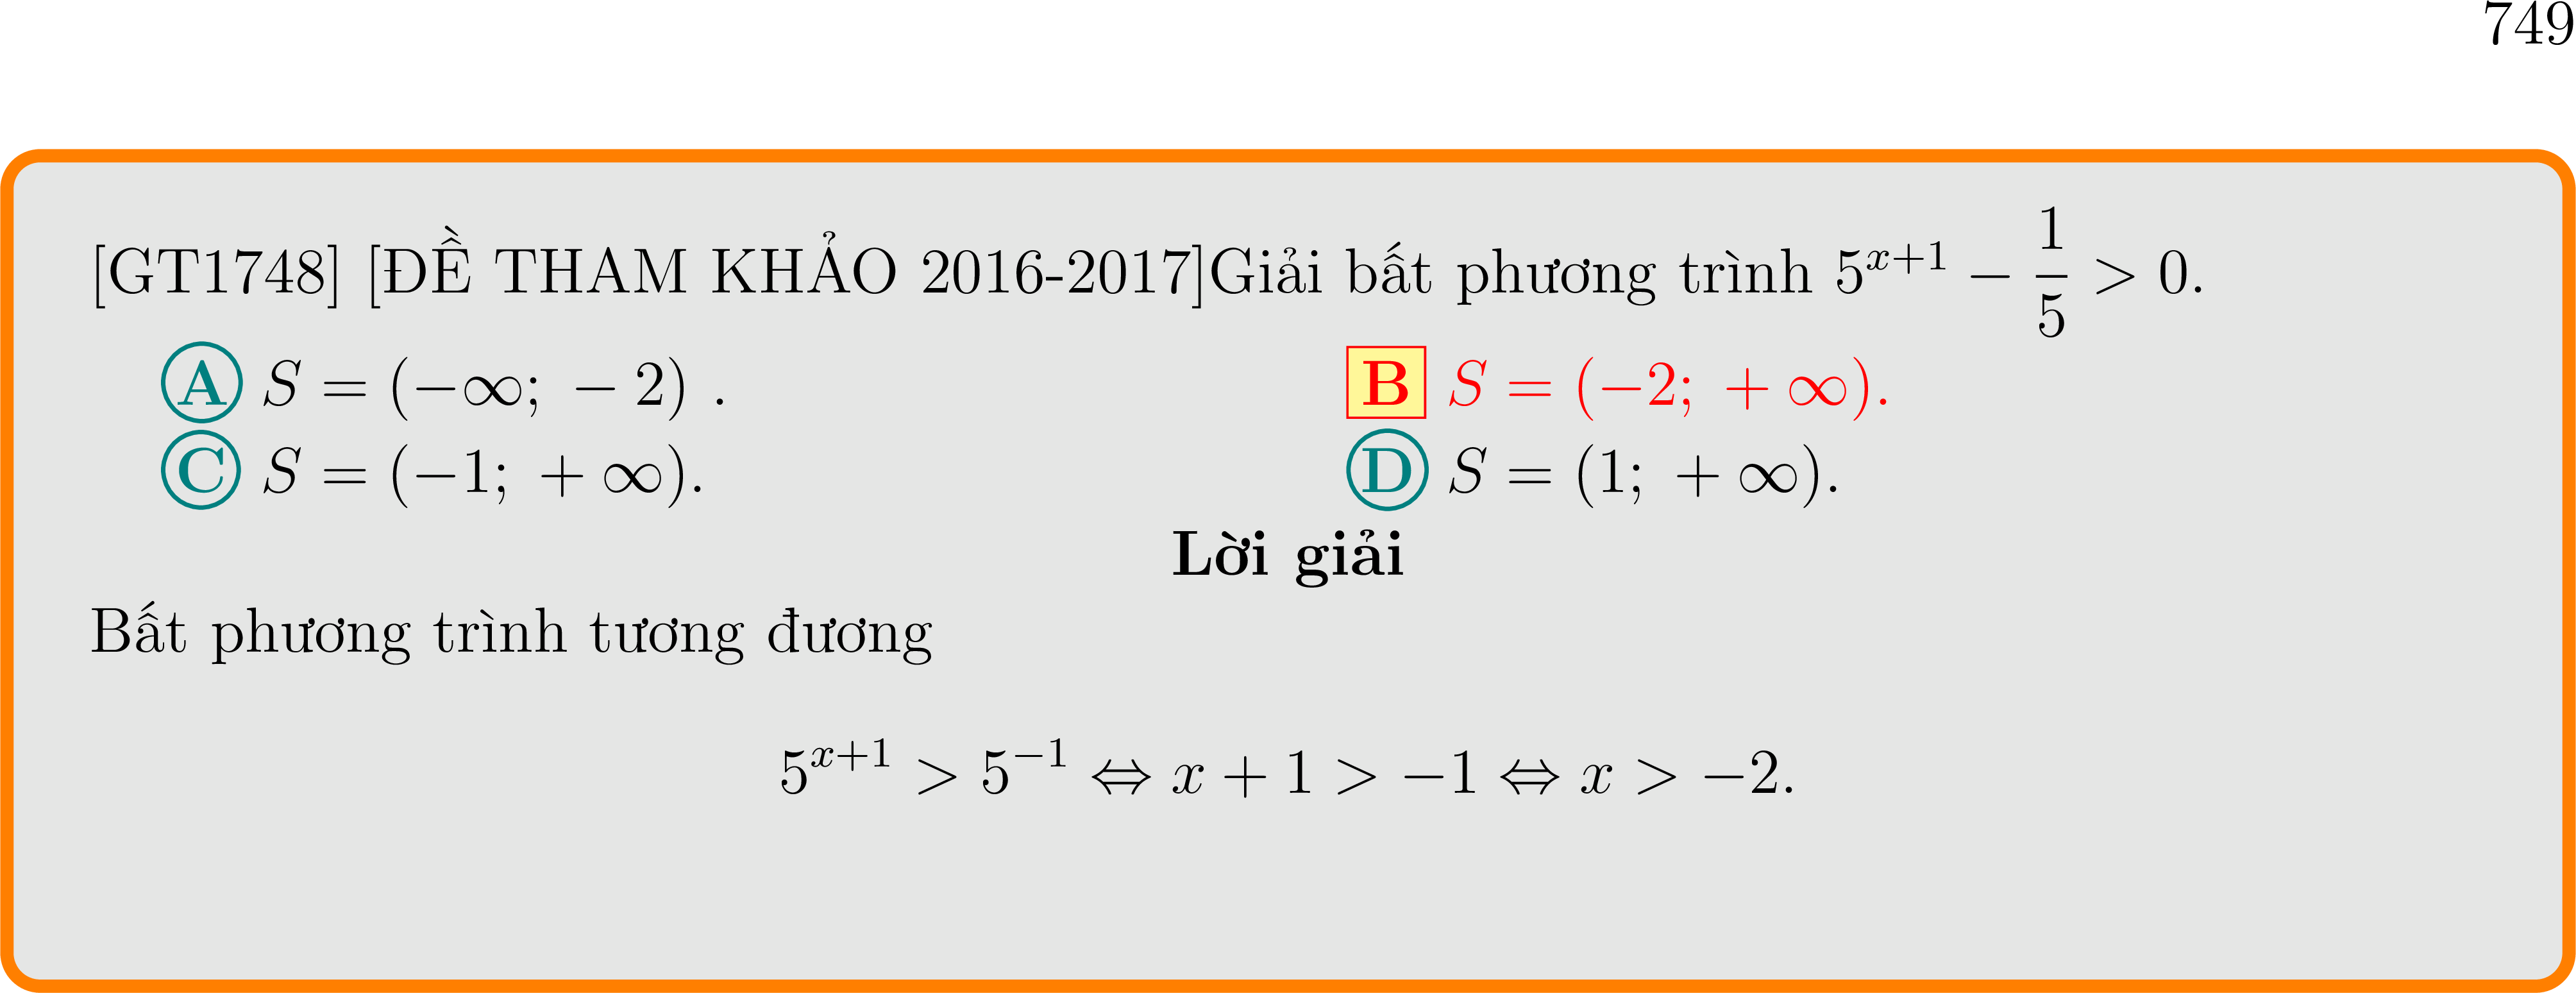 749
[GT1748] [ĐỀ THAM KHẢO 2016-2017]Giải bất phương trình $5^{x+1} - \dfrac{1}{5} > 0$.
A $S = (-\infty;\ -2)$ .
B $S = (-2;\ +\infty)$.
C $S = (-1;\ +\infty)$.
D $S = (1;\ +\infty)$.
Lời giải
Bất phương trình tương đương
$5^{x+1} > 5^{-1} \Leftrightarrow x + 1 > -1 \Leftrightarrow x > -2.$